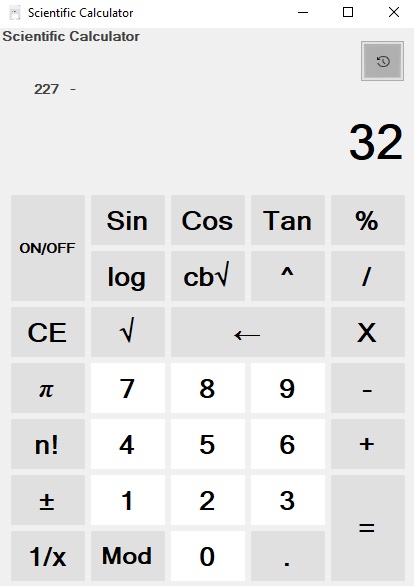 Scientific Calculator
Scientific Calculator
227 -
32
ON/OFF Sin Cos Tan %
log cb√ ^ /
CE √ ← X
π 7 8 9 -
n! 4 5 6 +
± 1 2 3 =
1/x Mod 0 .